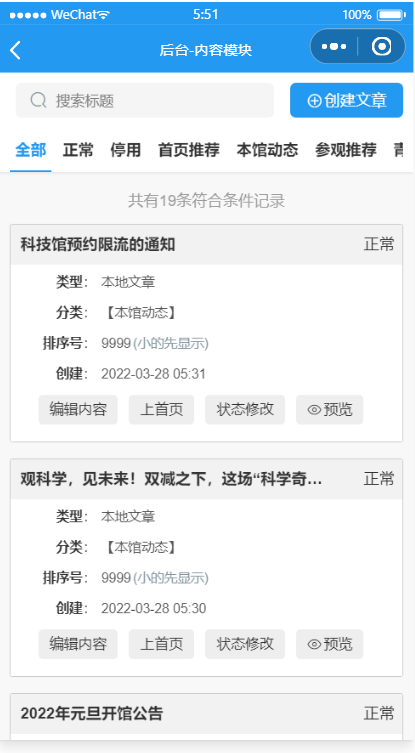 WeChat 5:51 100%
后台-内容模块
搜索标题 创建文章
全部 正常 停用 首页推荐 本馆动态 参观推荐
共有19条符合条件记录
科技馆预约限流的通知 正常
类型： 本地文章
分类： 【本馆动态】
排序号： 9999(小的先显示)
创建： 2022-03-28 05:31
编辑内容 上首页 状态修改 预览
观科学，见未来！双减之下，这场“科学奇... 正常
类型： 本地文章
分类： 【本馆动态】
排序号： 9999(小的先显示)
创建： 2022-03-28 05:30
编辑内容 上首页 状态修改 预览
2022年元旦开馆公告 正常